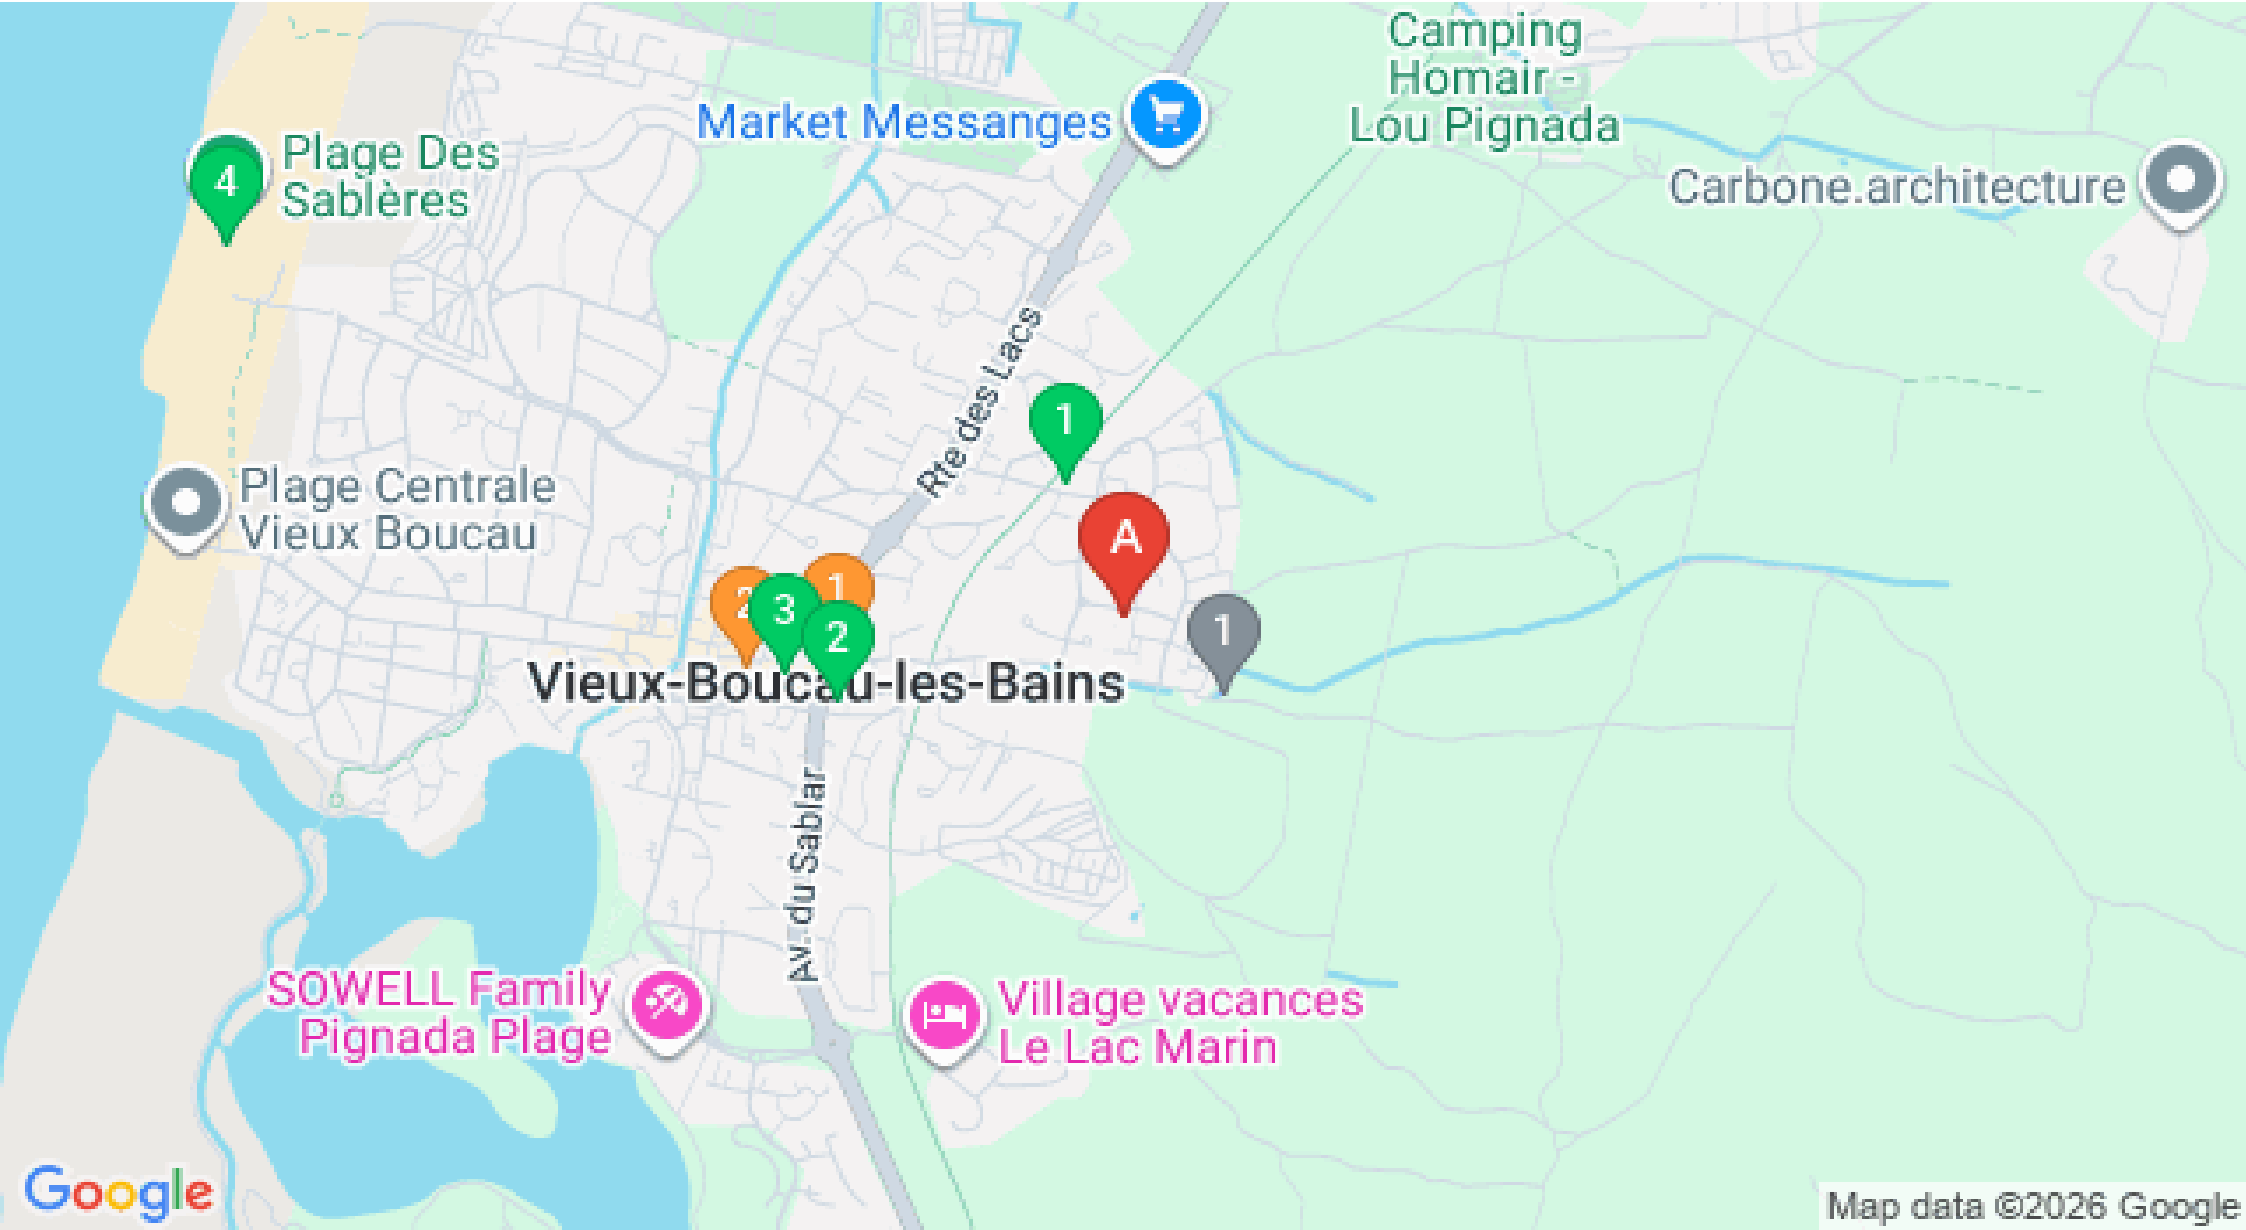 Camping
Homair -
Lou Pignada
Market Messanges
Plage Des
Sablères
4
Carbone.architecture
Rte des Lacs
1
Plage Centrale
Vieux Boucau
A
2
3
1
2
1
Vieux-Boucau-les-Bains
Av. du Sablar
SOWELL Family
Pignada Plage
Village vacances
Le Lac Marin
Google
Map data ©2026 Google